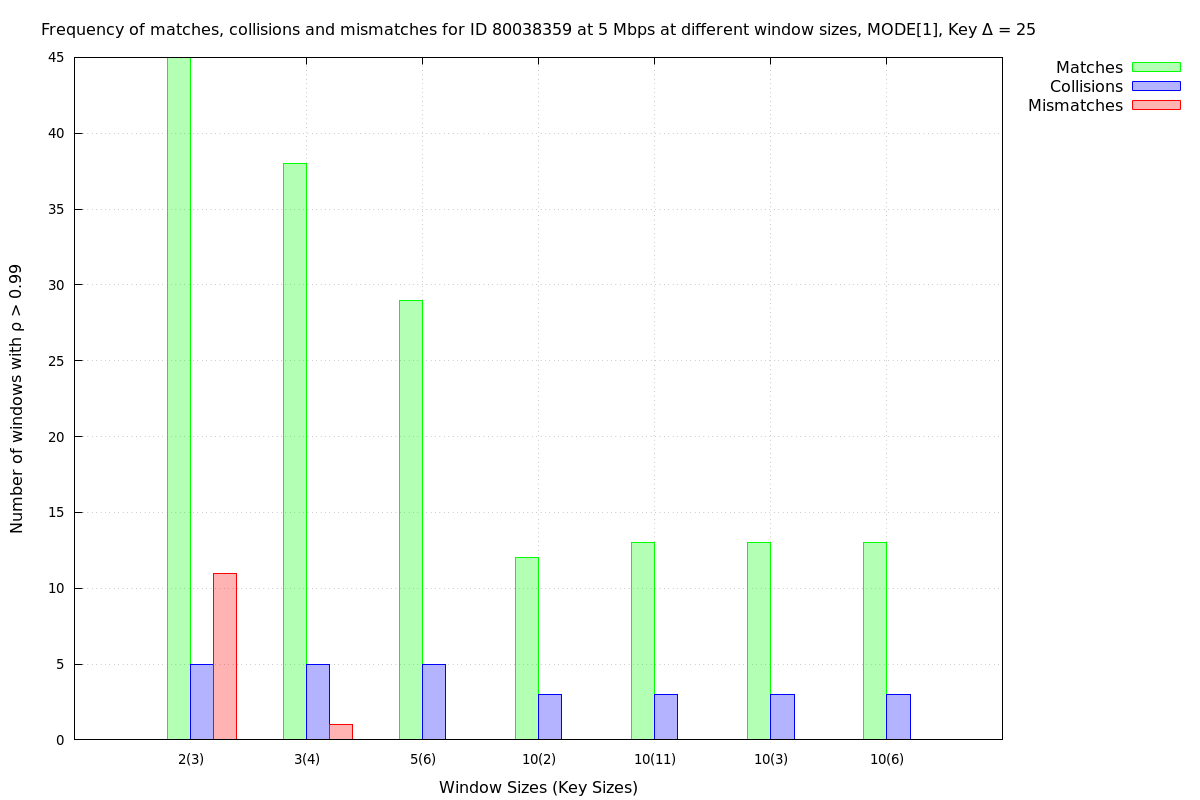 Frequency of matches, collisions and mismatches for ID 80038359 at 5 Mbps at different window sizes, MODE[1], Key Δ = 25
Matches
Collisions
Mismatches
Number of windows with ρ > 0.99
45
40
35
30
25
20
15
10
5
0
2(3) 3(4) 5(6) 10(2) 10(11) 10(3) 10(6)
Window Sizes (Key Sizes)